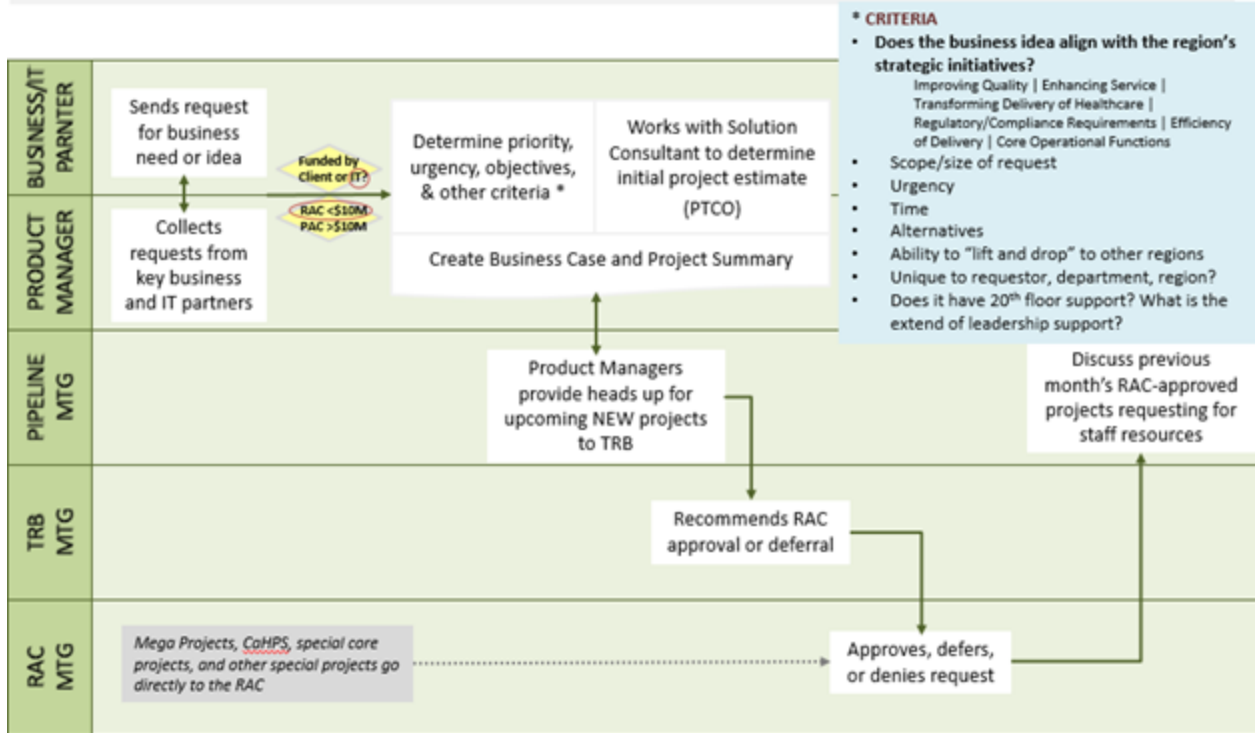 * CRITERIA
• Does the business idea align with the region's
strategic initiatives?
Improving Quality | Enhancing Service |
Transforming Delivery of Healthcare |
Regulatory/Compliance Requirements | Efficiency
of Delivery | Core Operational Functions
• Scope/size of request
• Urgency
• Time
• Alternatives
• Ability to “lift and drop” to other regions
• Unique to requestor, department, region?
• Does it have 20th floor support? What is the
extend of leadership support?
BUSINESS/IT
PARNTER
Sends request
for business
need or idea
Funded by
Client or IT?
RAC <$10M
PAC >$10M
Determine priority,
urgency, objectives,
& other criteria *
Works with Solution
Consultant to determine
initial project estimate
(PTCO)
PRODUCT
MANAGER
Collects
requests from
key business
and IT partners
Create Business Case and Project Summary
PIPELINE
MTG
Product Managers
provide heads up for
upcoming NEW projects
to TRB
Discuss previous
month's RAC-approved
projects requesting for
staff resources
TRB
MTG
Recommends RAC
approval or deferral
RAC
MTG
Mega Projects, CaHPS, special core
projects, and other special projects go
directly to the RAC
Approves, defers,
or denies request